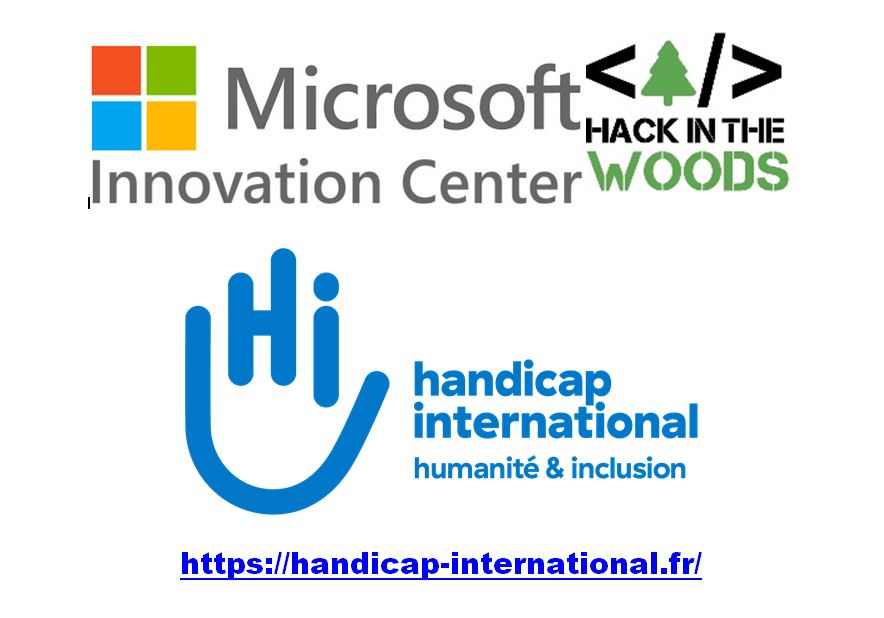 Microsoft
Innovation Center
</>
HACK IN THE
WOODS
Hi
handicap
international
humanité & inclusion
https://handicap-international.fr/